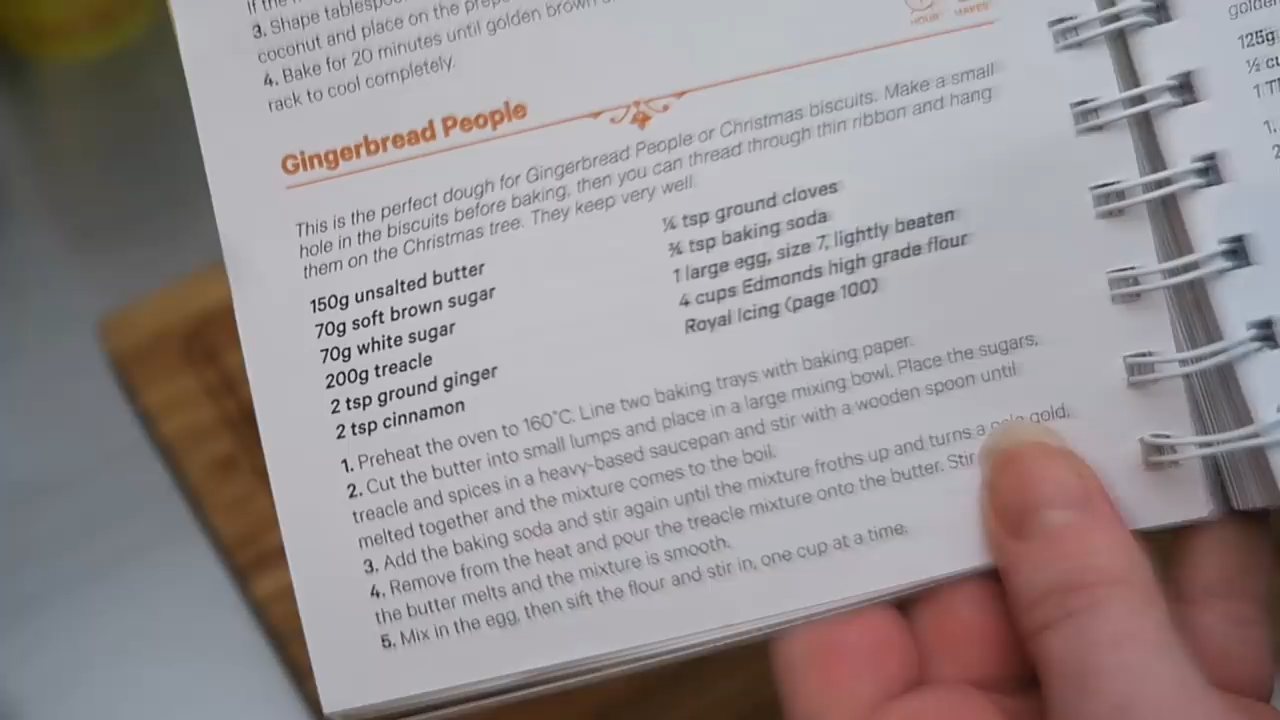 3. Shape
coconut and place on the
4. Bake for 20 minutes until golden brown
rack to cool completely.
HOUR MAKES
Gingerbread People
This is the perfect dough for Gingerbread People or Christmas biscuits. Make a small
hole in the biscuits before baking, then you can thread through thin ribbon and hang
them on the Christmas tree. They keep very well.
150g unsalted butter
70g soft brown sugar
70g white sugar
200g treacle
2 tsp ground ginger
2 tsp cinnamon
tsp ground cloves
tsp baking soda
1 large egg, size 7, lightly beaten
4 cups Edmonds high grade flour
Royal Icing (page 100)
1. Preheat the oven to 160°C. Line two baking trays with baking paper.
2. Cut the butter into small lumps and place in a large mixing bowl. Place the sugars,
treacle and spices in a heavy-based saucepan and stir with a wooden spoon until
melted together and the mixture comes to the boil.
3. Add the baking soda and stir again until the mixture froths up and turns a pale gold.
4. Remove from the heat and pour the treacle mixture onto the butter. Stir
the butter melts and the mixture is smooth.
5. Mix in the egg, then sift the flour and stir in, one cup at a time.
125g
1.
2